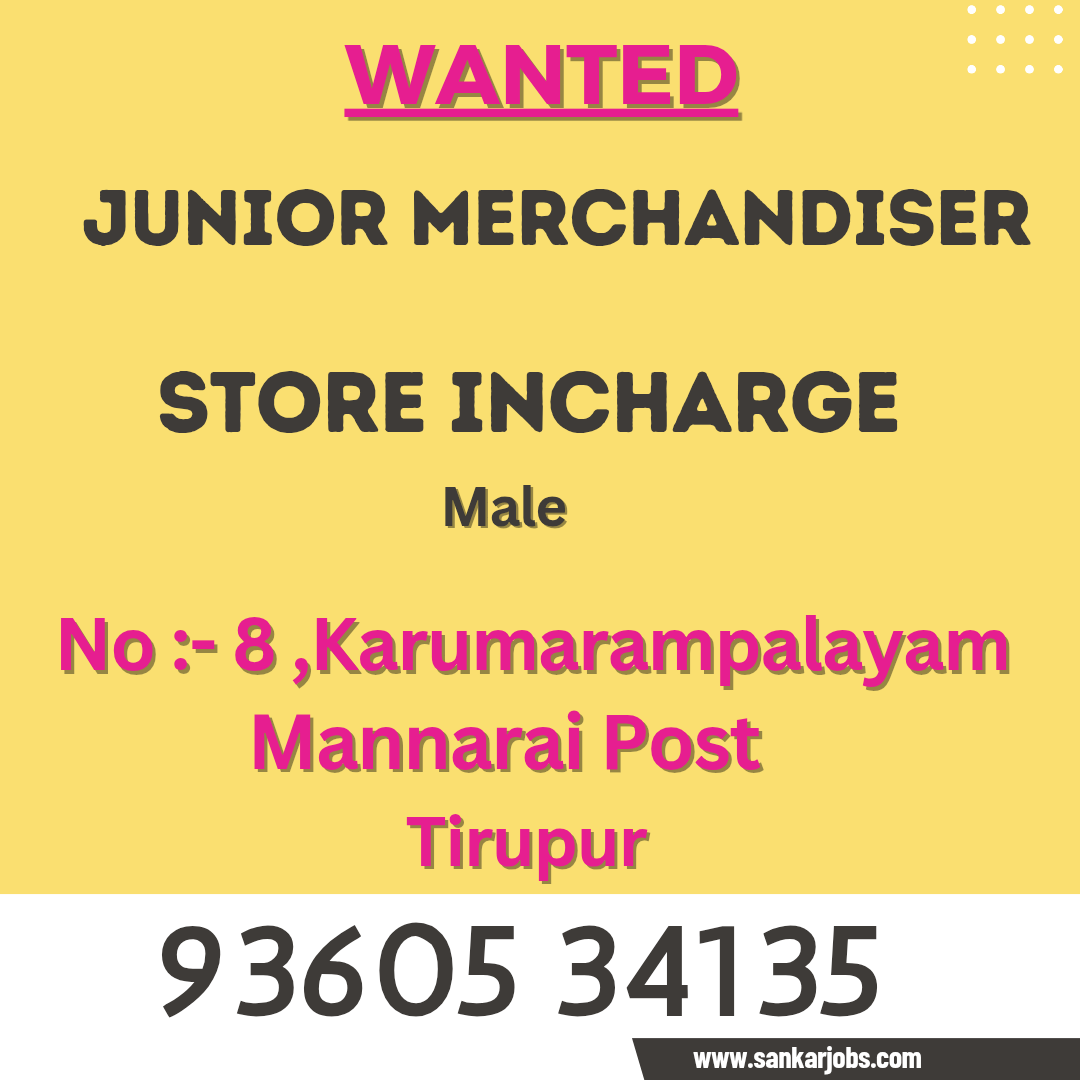 WANTED
JUNIOR MERCHANDISER
STORE INCHARGE
Male
No :- 8 ,Karumarampalayam
Mannarai Post
Tirupur
93605 34135
www.sankarjobs.com